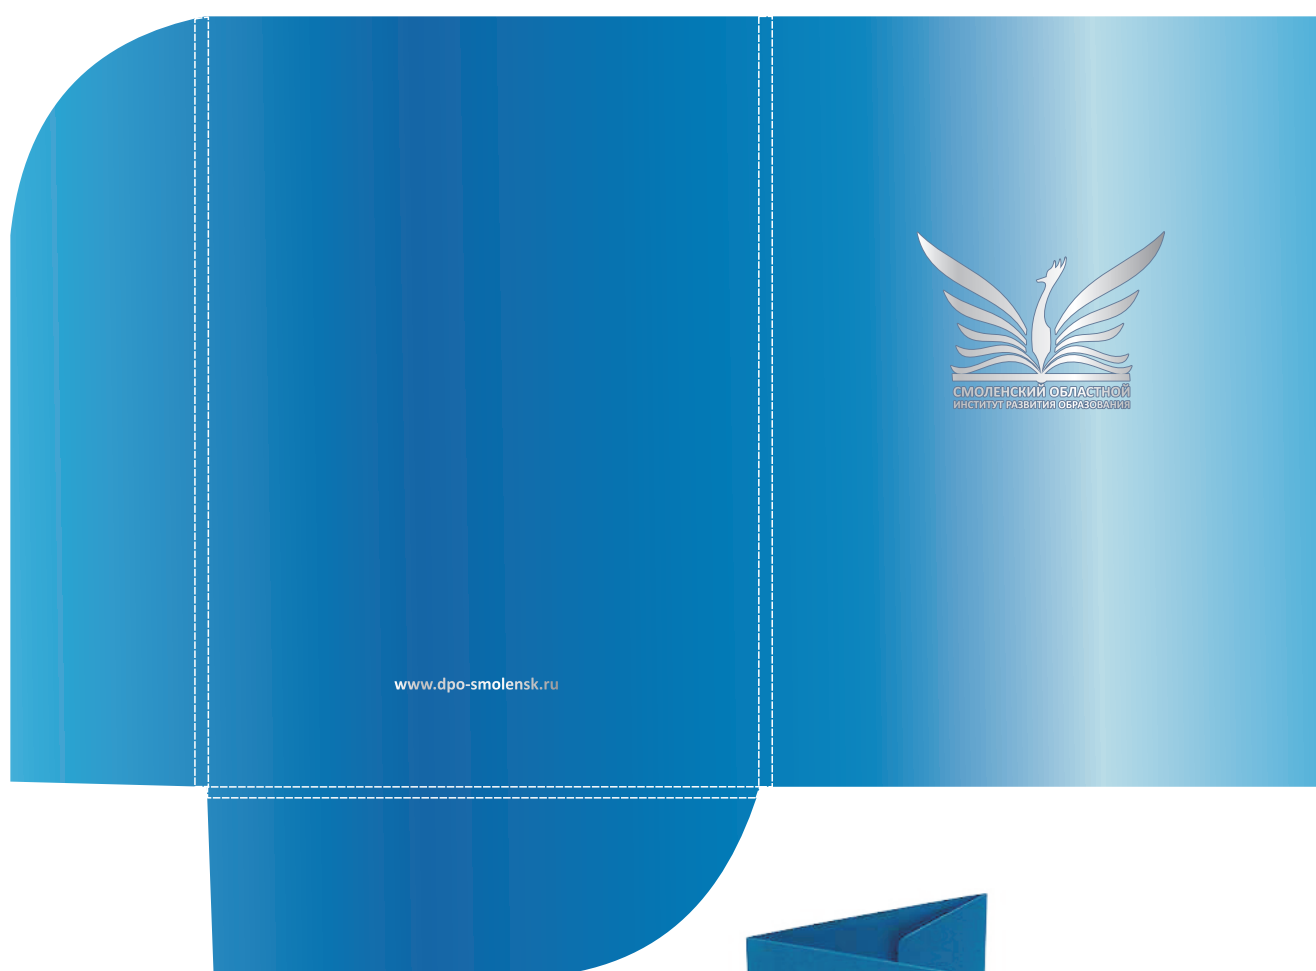 СМОЛЕНСКИЙ ОБЛАСТНОЙ
ИНСТИТУТ РАЗВИТИЯ ОБРАЗОВАНИЯ
www.dpo-smolensk.ru